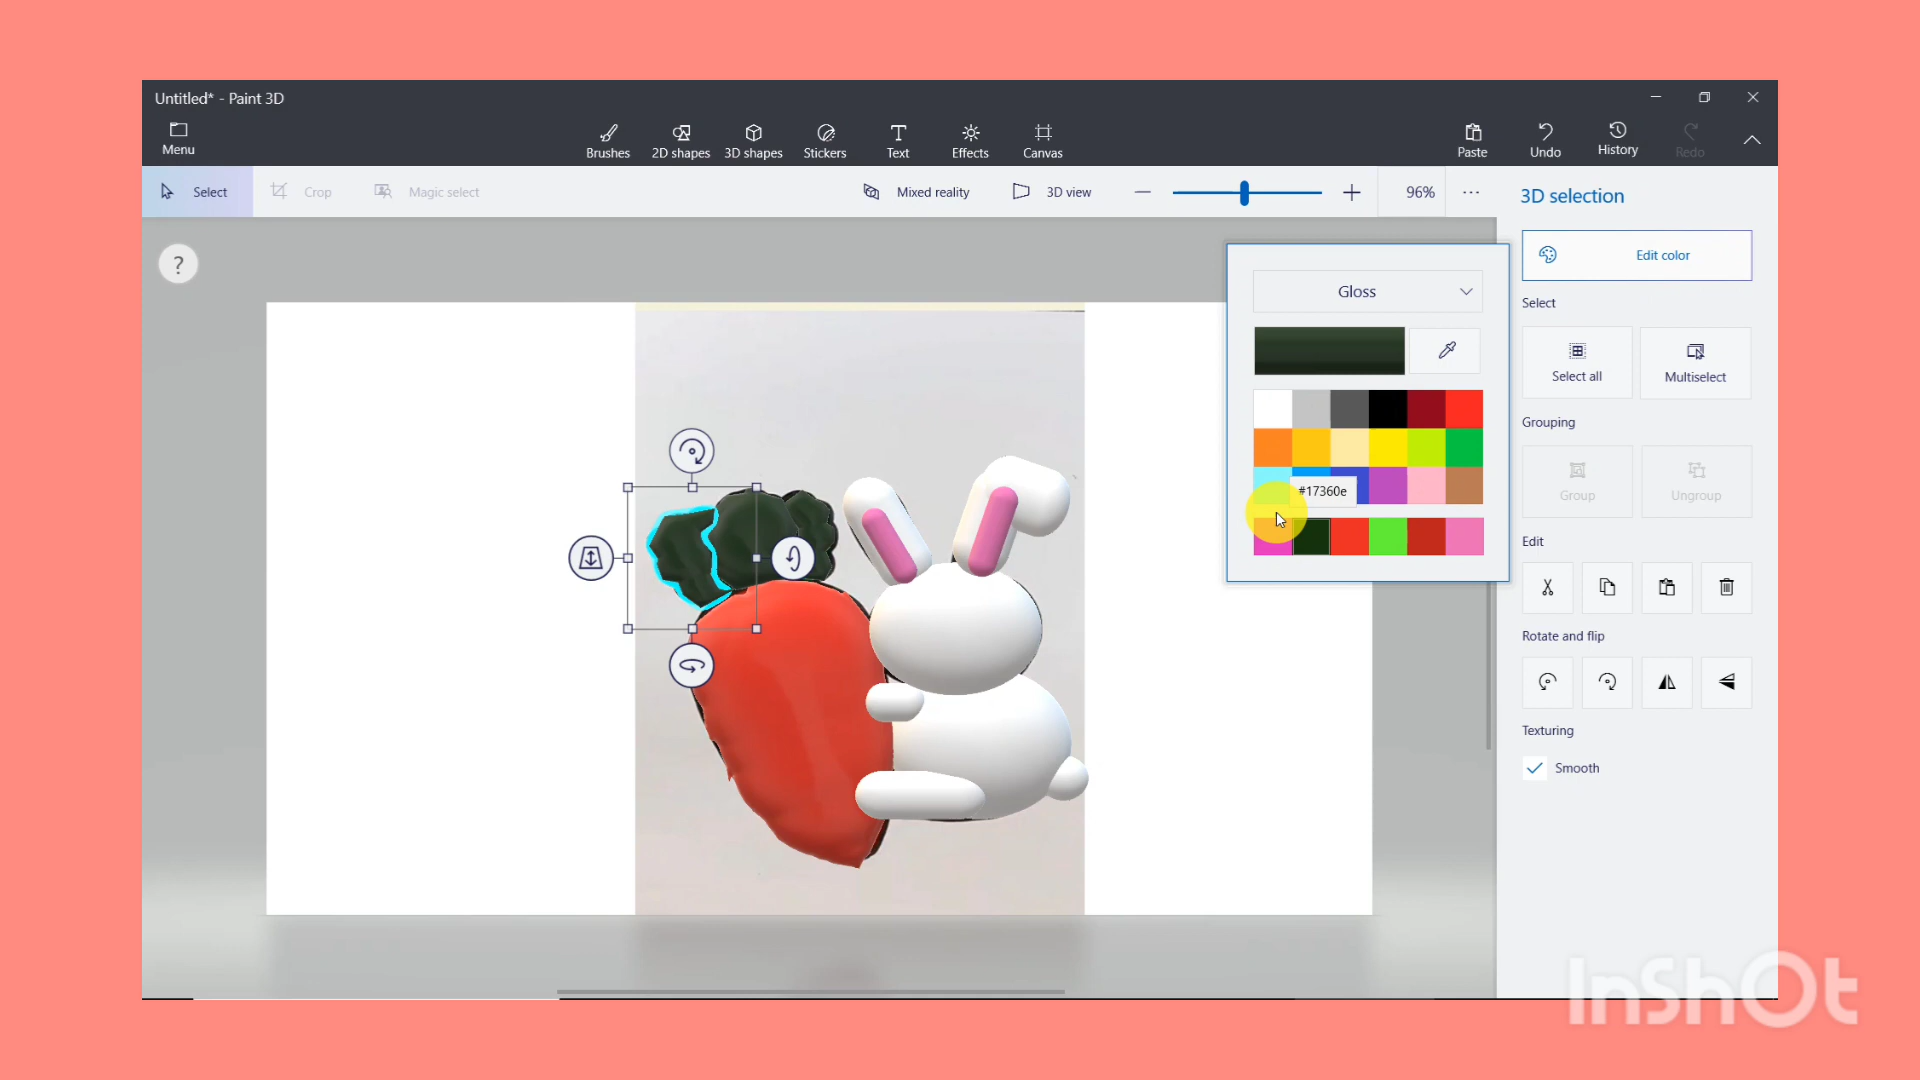 Untitled* - Paint 3D
Menu
Brushes
2D shapes
3D shapes
Stickers
Text
Effects
Canvas
Paste
Undo
History
Redo
Select
Crop
Magic select
Mixed reality
3D view
96%
3D selection
?
Gloss
#17360e
Edit color
Select
Select all
Multiselect
Grouping
Group
Ungroup
Edit
Rotate and flip
Texturing
Smooth
InShOt